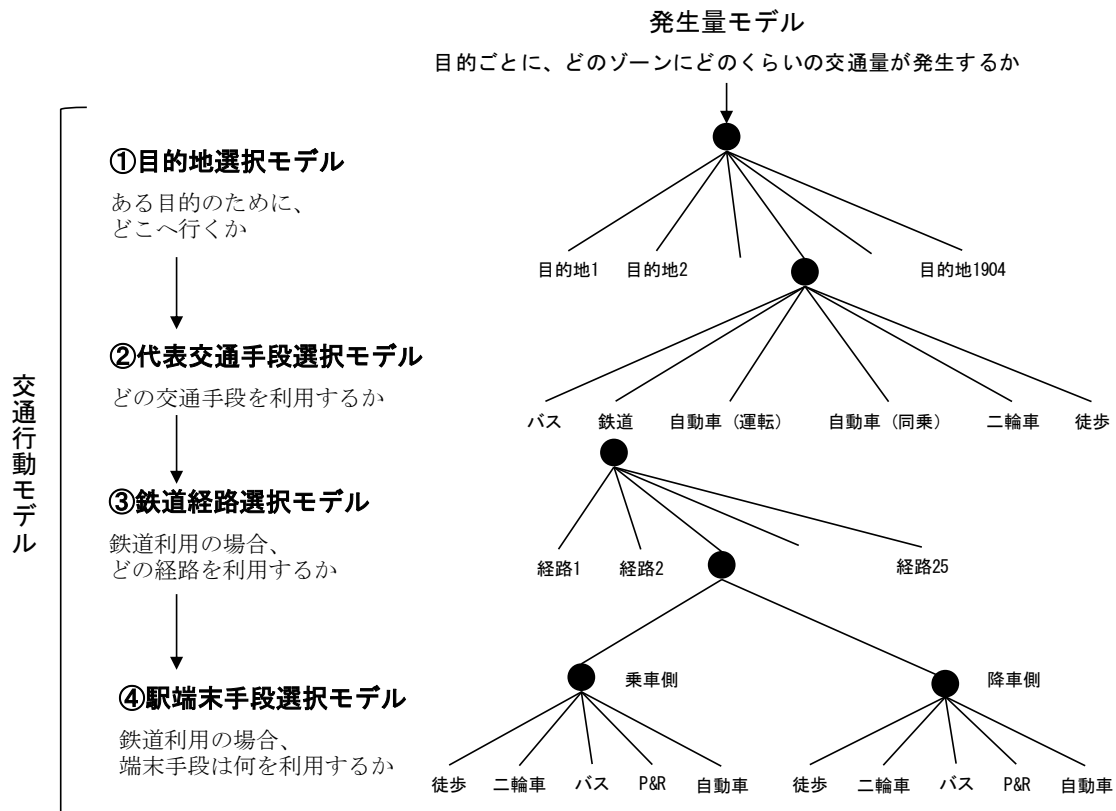 発生量モデル
目的ごとに、どのゾーンにどのくらいの交通量が発生するか
①目的地選択モデル
ある目的のために、
どこへ行くか
目的地1 目的地2 目的地1904
②代表交通手段選択モデル
どの交通手段を利用するか
バス 鉄道 自動車（運転） 自動車（同乗） 二輪車 徒歩
交通行動モデル
③鉄道経路選択モデル
鉄道利用の場合、
どの経路を利用するか
経路1 経路2 経路25
④駅端末手段選択モデル
鉄道利用の場合、
端末手段は何を利用するか
乗車側 降車側
徒歩 二輪車 バス P&R 自動車 徒歩 二輪車 バス P&R 自動車